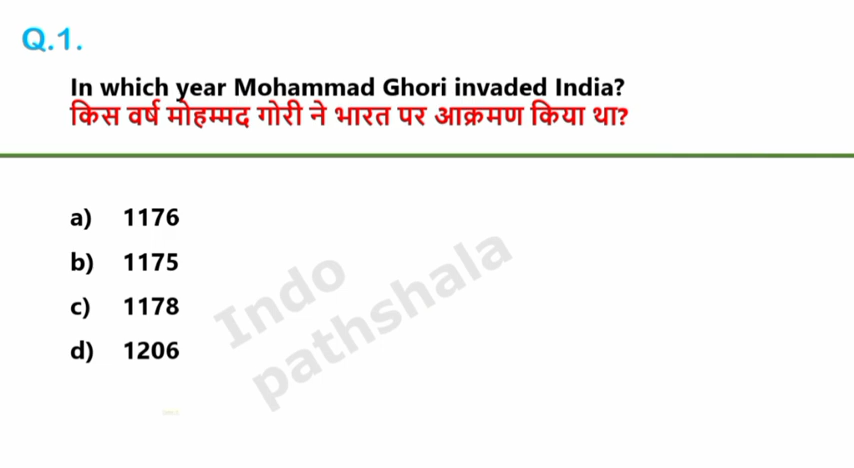 Q.1.
In which year Mohammad Ghori invaded India?
किस वर्ष मोहम्मद गोरी ने भारत पर आक्रमण किया था?
a) 1176
b) 1175
c) 1178
d) 1206
Indo
pathshala